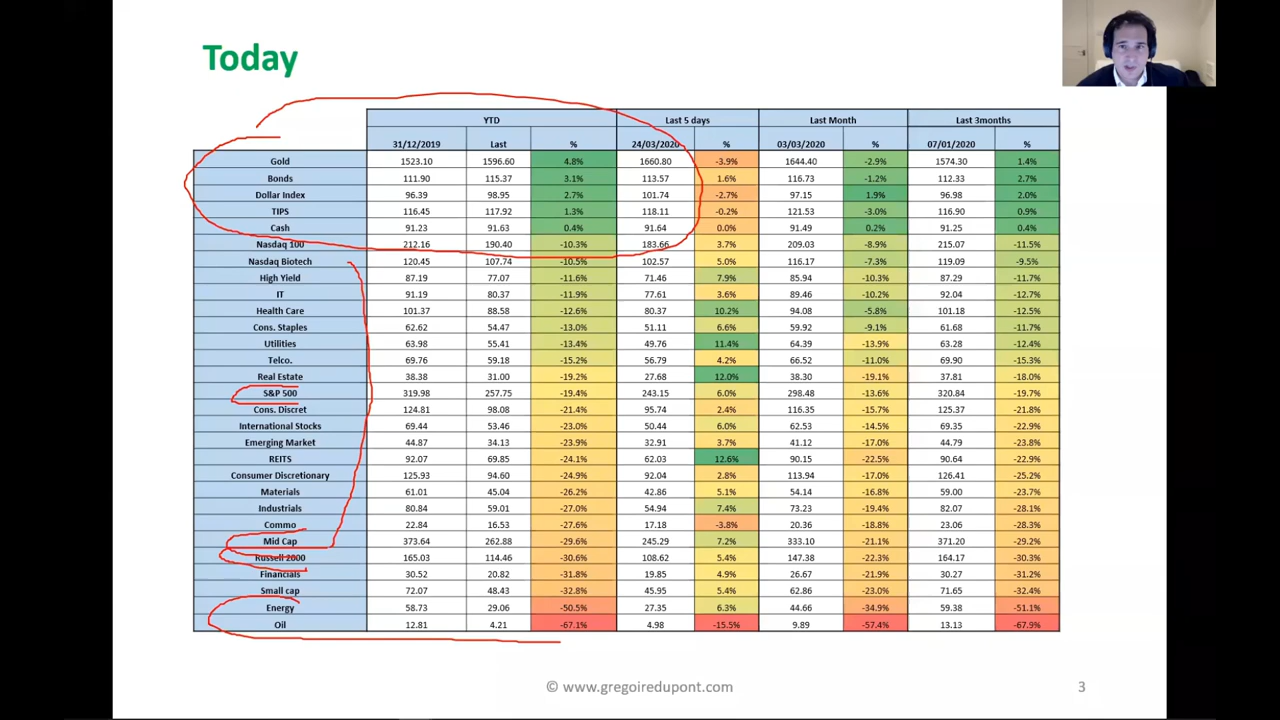 Today
YTD Last 5 days Last Month Last 3months
31/12/2019 Last % 24/03/2020 % 03/03/2020 % 07/01/2020 %
Gold 1523.10 1596.60 4.8% 1660.80 -3.9% 1644.40 -2.9% 1574.30 1.4%
Bonds 111.90 115.37 3.1% 113.57 1.6% 116.73 -1.2% 112.33 2.7%
Dollar Index 96.39 98.95 2.7% 101.74 -2.7% 97.15 1.9% 96.98 2.0%
TIPS 116.45 117.92 1.3% 118.11 -0.2% 121.53 -3.0% 116.90 0.9%
Cash 91.23 91.63 0.4% 91.64 0.0% 91.49 0.2% 91.25 0.4%
Nasdaq 100 212.16 190.40 -10.3% 183.66 3.7% 209.03 -8.9% 215.07 -11.5%
Nasdaq Biotech 120.45 107.74 -10.5% 102.57 5.0% 116.17 -7.3% 119.09 -9.5%
High Yield 87.19 77.07 -11.6% 71.46 7.9% 85.94 -10.3% 87.29 -11.7%
IT 91.19 80.37 -11.9% 77.61 3.6% 89.46 -10.2% 92.04 -12.7%
Health Care 101.37 88.58 -12.6% 80.37 10.2% 94.08 -5.8% 101.18 -12.5%
Cons. Staples 62.62 54.47 -13.0% 51.11 6.6% 59.92 -9.1% 61.68 -11.7%
Utilities 63.98 55.41 -13.4% 49.76 11.4% 64.39 -13.9% 63.28 -12.4%
Telco. 69.76 59.18 -15.2% 56.79 4.2% 66.52 -11.0% 69.90 -15.3%
Real Estate 38.38 31.00 -19.2% 27.68 12.0% 38.30 -19.1% 37.81 -18.0%
S&P 500 319.98 257.75 -19.4% 243.15 6.0% 298.48 -13.6% 320.84 -19.7%
Cons. Discret 124.81 98.08 -21.4% 95.74 2.4% 116.35 -15.7% 125.37 -21.8%
International Stocks 69.44 53.46 -23.0% 50.44 6.0% 62.53 -14.5% 69.35 -22.9%
Emerging Market 44.87 34.13 -23.9% 32.91 3.7% 41.12 -17.0% 44.79 -23.8%
REITS 92.07 69.85 -24.1% 62.03 12.6% 90.15 -22.5% 90.64 -22.9%
Consumer Discretionary 125.93 94.60 -24.9% 92.04 2.8% 113.94 -17.0% 126.41 -25.2%
Materials 61.01 45.04 -26.2% 42.86 5.1% 54.14 -16.8% 59.00 -23.7%
Industrials 80.84 59.01 -27.0% 54.94 7.4% 73.23 -19.4% 82.07 -28.1%
Commo 22.84 16.53 -27.6% 17.18 -3.8% 20.36 -18.8% 23.06 -28.3%
Mid Cap 373.64 262.88 -29.6% 245.29 7.2% 333.10 -21.1% 371.20 -29.2%
Russell 2000 165.03 114.46 -30.6% 108.62 5.4% 147.38 -22.3% 164.17 -30.3%
Financials 30.52 20.82 -31.8% 19.85 4.9% 26.67 -21.9% 30.27 -31.2%
Small cap 72.07 48.43 -32.8% 45.95 5.4% 62.86 -23.0% 71.65 -32.4%
Energy 58.73 29.06 -50.5% 27.35 6.3% 44.66 -34.9% 59.38 -51.1%
Oil 12.81 4.21 -67.1% 4.98 -15.5% 9.89 -57.4% 13.13 -67.9%
© www.gregoiredupont.com 3